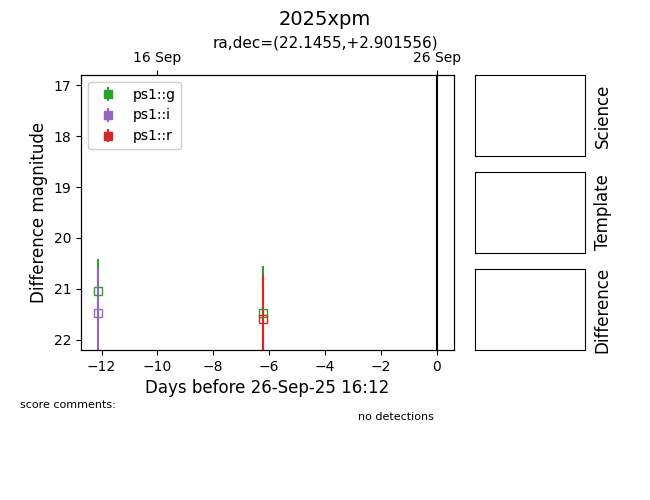 2025xpm
ra,dec=(22.1455,+2.901556)
16 Sep
26 Sep
17
18
19
20
21
22
Difference magnitude
ps1::g
ps1::i
ps1::r
−12
−10
−8
−6
−4
−2
0
Days before 26-Sep-25 16:12
Science
Template
Difference
score comments:
no detections